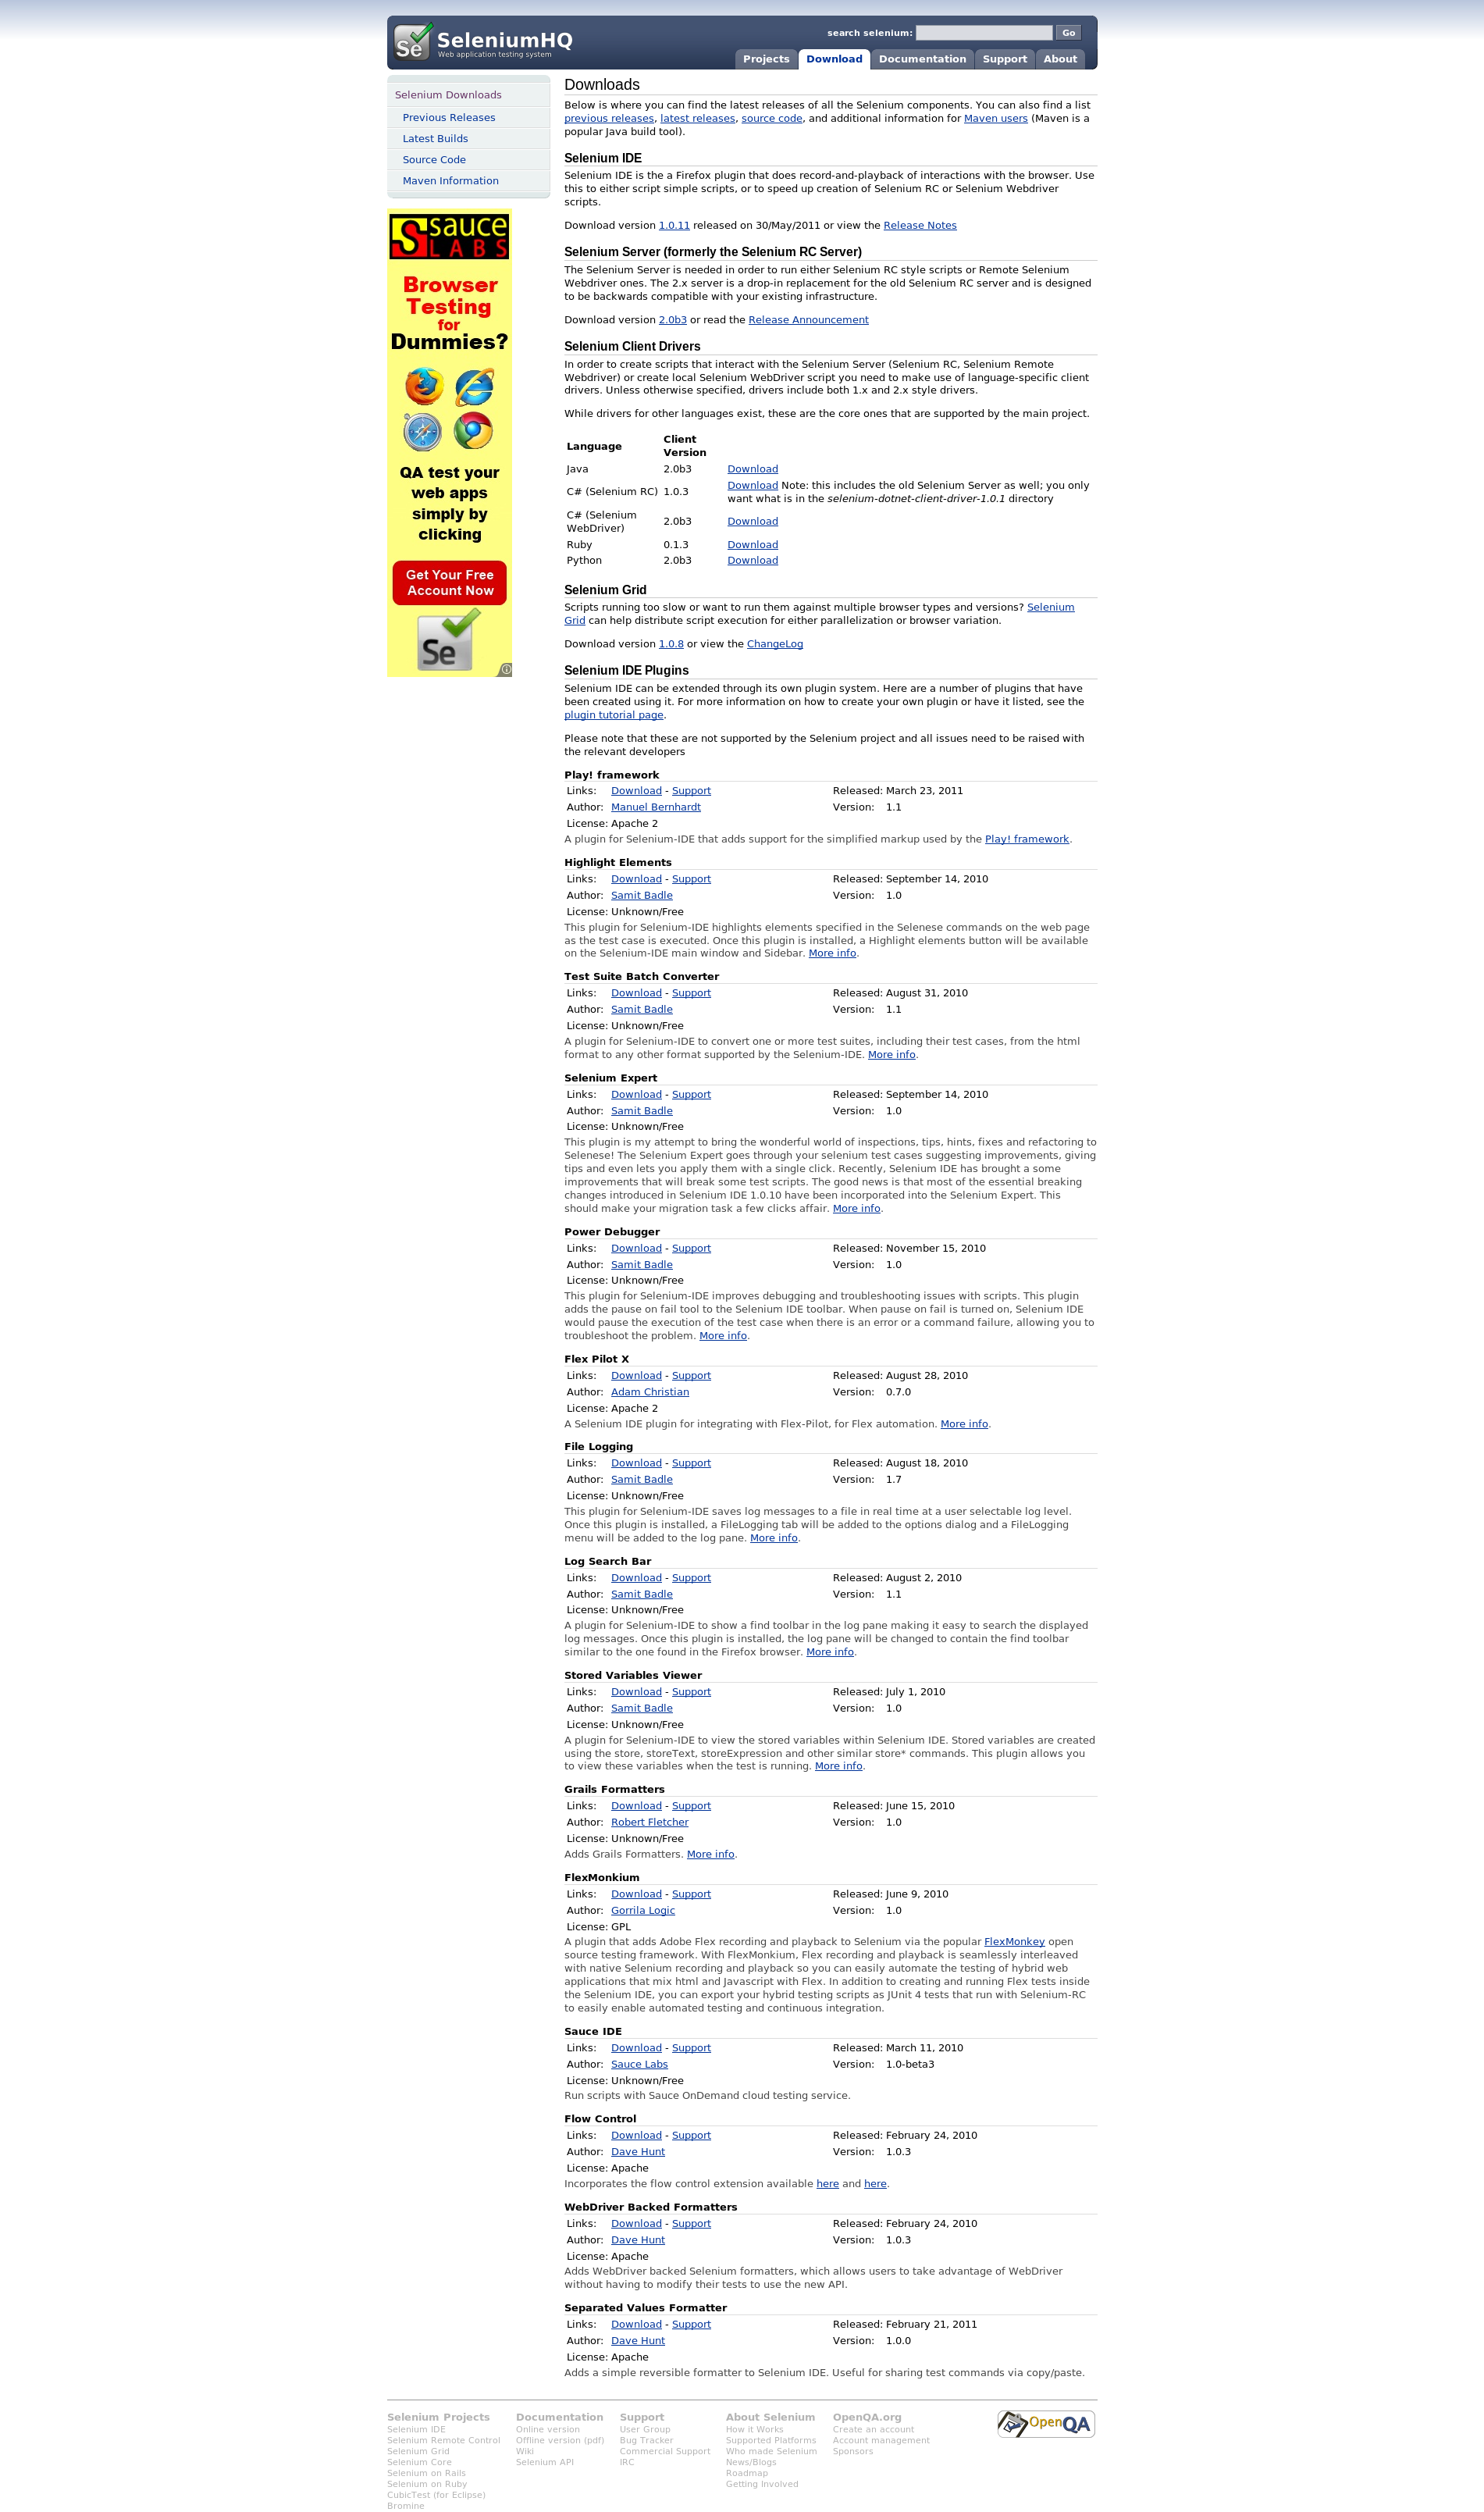 SeleniumHQ
Web application testing system
search selenium:
Go
Projects
Download
Documentation
Support
About
Selenium Downloads
Previous Releases
Latest Builds
Source Code
Maven Information
SAUCE
LABS
Browser
Testing
for
Dummies?
QA test your
web apps
simply by
clicking
Get Your Free
Account Now
Se
Downloads
Below is where you can find the latest releases of all the Selenium components. You can also find a list
previous releases, latest releases, source code, and additional information for Maven users (Maven is a
popular Java build tool).
Selenium IDE
Selenium IDE is the a Firefox plugin that does record-and-playback of interactions with the browser. Use
this to either script simple scripts, or to speed up creation of Selenium RC or Selenium Webdriver
scripts.
Download version 1.0.11 released on 30/May/2011 or view the Release Notes
Selenium Server (formerly the Selenium RC Server)
The Selenium Server is needed in order to run either Selenium RC style scripts or Remote Selenium
Webdriver ones. The 2.x server is a drop-in replacement for the old Selenium RC server and is designed
to be backwards compatible with your existing infrastructure.
Download version 2.0b3 or read the Release Announcement
Selenium Client Drivers
In order to create scripts that interact with the Selenium Server (Selenium RC, Selenium Remote
Webdriver) or create local Selenium WebDriver script you need to make use of language-specific client
drivers. Unless otherwise specified, drivers include both 1.x and 2.x style drivers.
While drivers for other languages exist, these are the core ones that are supported by the main project.
Language Client
Version
Java 2.0b3 Download
C# (Selenium RC) 1.0.3 Download Note: this includes the old Selenium Server as well; you only
want what is in the selenium-dotnet-client-driver-1.0.1 directory
C# (Selenium
WebDriver) 2.0b3 Download
Ruby 0.1.3 Download
Python 2.0b3 Download
Selenium Grid
Scripts running too slow or want to run them against multiple browser types and versions? Selenium
Grid can help distribute script execution for either parallelization or browser variation.
Download version 1.0.8 or view the ChangeLog
Selenium IDE Plugins
Selenium IDE can be extended through its own plugin system. Here are a number of plugins that have
been created using it. For more information on how to create your own plugin or have it listed, see the
plugin tutorial page.
Please note that these are not supported by the Selenium project and all issues need to be raised with
the relevant developers
Play! framework
Links: Download - Support Released: March 23, 2011
Author: Manuel Bernhardt Version: 1.1
License: Apache 2
A plugin for Selenium-IDE that adds support for the simplified markup used by the Play! framework.
Highlight Elements
Links: Download - Support Released: September 14, 2010
Author: Samit Badle Version: 1.0
License: Unknown/Free
This plugin for Selenium-IDE highlights elements specified in the Selenese commands on the web page
as the test case is executed. Once this plugin is installed, a Highlight elements button will be available
on the Selenium-IDE main window and Sidebar. More info.
Test Suite Batch Converter
Links: Download - Support Released: August 31, 2010
Author: Samit Badle Version: 1.1
License: Unknown/Free
A plugin for Selenium-IDE to convert one or more test suites, including their test cases, from the html
format to any other format supported by the Selenium-IDE. More info.
Selenium Expert
Links: Download - Support Released: September 14, 2010
Author: Samit Badle Version: 1.0
License: Unknown/Free
This plugin is my attempt to bring the wonderful world of inspections, tips, hints, fixes and refactoring to
Selenese! The Selenium Expert goes through your selenium test cases suggesting improvements, giving
tips and even lets you apply them with a single click. Recently, Selenium IDE has brought a some
improvements that will break some test scripts. The good news is that most of the essential breaking
changes introduced in Selenium IDE 1.0.10 have been incorporated into the Selenium Expert. This
should make your migration task a few clicks affair. More info.
Power Debugger
Links: Download - Support Released: November 15, 2010
Author: Samit Badle Version: 1.0
License: Unknown/Free
This plugin for Selenium-IDE improves debugging and troubleshooting issues with scripts. This plugin
adds the pause on fail tool to the Selenium IDE toolbar. When pause on fail is turned on, Selenium IDE
would pause the execution of the test case when there is an error or a command failure, allowing you to
troubleshoot the problem. More info.
Flex Pilot X
Links: Download - Support Released: August 28, 2010
Author: Adam Christian Version: 0.7.0
License: Apache 2
A Selenium IDE plugin for integrating with Flex-Pilot, for Flex automation. More info.
File Logging
Links: Download - Support Released: August 18, 2010
Author: Samit Badle Version: 1.7
License: Unknown/Free
This plugin for Selenium-IDE saves log messages to a file in real time at a user selectable log level.
Once this plugin is installed, a FileLogging tab will be added to the options dialog and a FileLogging
menu will be added to the log pane. More info.
Log Search Bar
Links: Download - Support Released: August 2, 2010
Author: Samit Badle Version: 1.1
License: Unknown/Free
A plugin for Selenium-IDE to show a find toolbar in the log pane making it easy to search the displayed
log messages. Once this plugin is installed, the log pane will be changed to contain the find toolbar
similar to the one found in the Firefox browser. More info.
Stored Variables Viewer
Links: Download - Support Released: July 1, 2010
Author: Samit Badle Version: 1.0
License: Unknown/Free
A plugin for Selenium-IDE to view the stored variables within Selenium IDE. Stored variables are created
using the store, storeText, storeExpression and other similar store* commands. This plugin allows you
to view these variables when the test is running. More info.
Grails Formatters
Links: Download - Support Released: June 15, 2010
Author: Robert Fletcher Version: 1.0
License: Unknown/Free
Adds Grails Formatters. More info.
FlexMonkium
Links: Download - Support Released: June 9, 2010
Author: Gorrila Logic Version: 1.0
License: GPL
A plugin that adds Adobe Flex recording and playback to Selenium via the popular FlexMonkey open
source testing framework. With FlexMonkium, Flex recording and playback is seamlessly interleaved
with native Selenium recording and playback so you can easily automate the testing of hybrid web
applications that mix html and Javascript with Flex. In addition to creating and running Flex tests inside
the Selenium IDE, you can export your hybrid testing scripts as JUnit 4 tests that run with Selenium-RC
to easily enable automated testing and continuous integration.
Sauce IDE
Links: Download - Support Released: March 11, 2010
Author: Sauce Labs Version: 1.0-beta3
License: Unknown/Free
Run scripts with Sauce OnDemand cloud testing service.
Flow Control
Links: Download - Support Released: February 24, 2010
Author: Dave Hunt Version: 1.0.3
License: Apache
Incorporates the flow control extension available here and here.
WebDriver Backed Formatters
Links: Download - Support Released: February 24, 2010
Author: Dave Hunt Version: 1.0.3
License: Apache
Adds WebDriver backed Selenium formatters, which allows users to take advantage of WebDriver
without having to modify their tests to use the new API.
Separated Values Formatter
Links: Download - Support Released: February 21, 2011
Author: Dave Hunt Version: 1.0.0
License: Apache
Adds a simple reversible formatter to Selenium IDE. Useful for sharing test commands via copy/paste.
Selenium Projects
Selenium IDE
Selenium Remote Control
Selenium Grid
Selenium Core
Selenium on Rails
Selenium on Ruby
CubicTest (for Eclipse)
Bromine
Documentation
Online version
Offline version (pdf)
Wiki
Selenium API
Support
User Group
Bug Tracker
Commercial Support
IRC
About Selenium
How it Works
Supported Platforms
Who made Selenium
News/Blogs
Roadmap
Getting Involved
OpenQA.org
Create an account
Account management
Sponsors
OpenQA